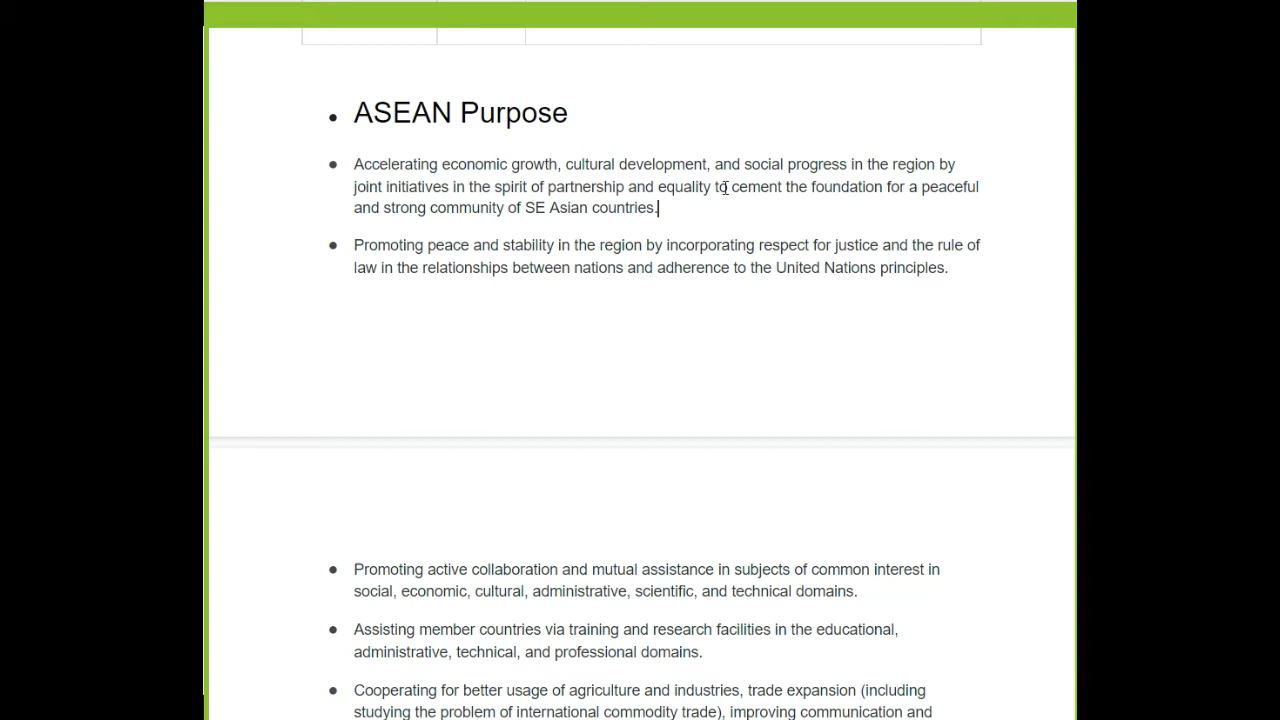 ASEAN Purpose
Accelerating economic growth, cultural development, and social progress in the region by
joint initiatives in the spirit of partnership and equality to cement the foundation for a peaceful
and strong community of SE Asian countries.
Promoting peace and stability in the region by incorporating respect for justice and the rule of
law in the relationships between nations and adherence to the United Nations principles.
Promoting active collaboration and mutual assistance in subjects of common interest in
social, economic, cultural, administrative, scientific, and technical domains.
Assisting member countries via training and research facilities in the educational,
administrative, technical, and professional domains.
Cooperating for better usage of agriculture and industries, trade expansion (including
studying the problem of international commodity trade), improving communication and